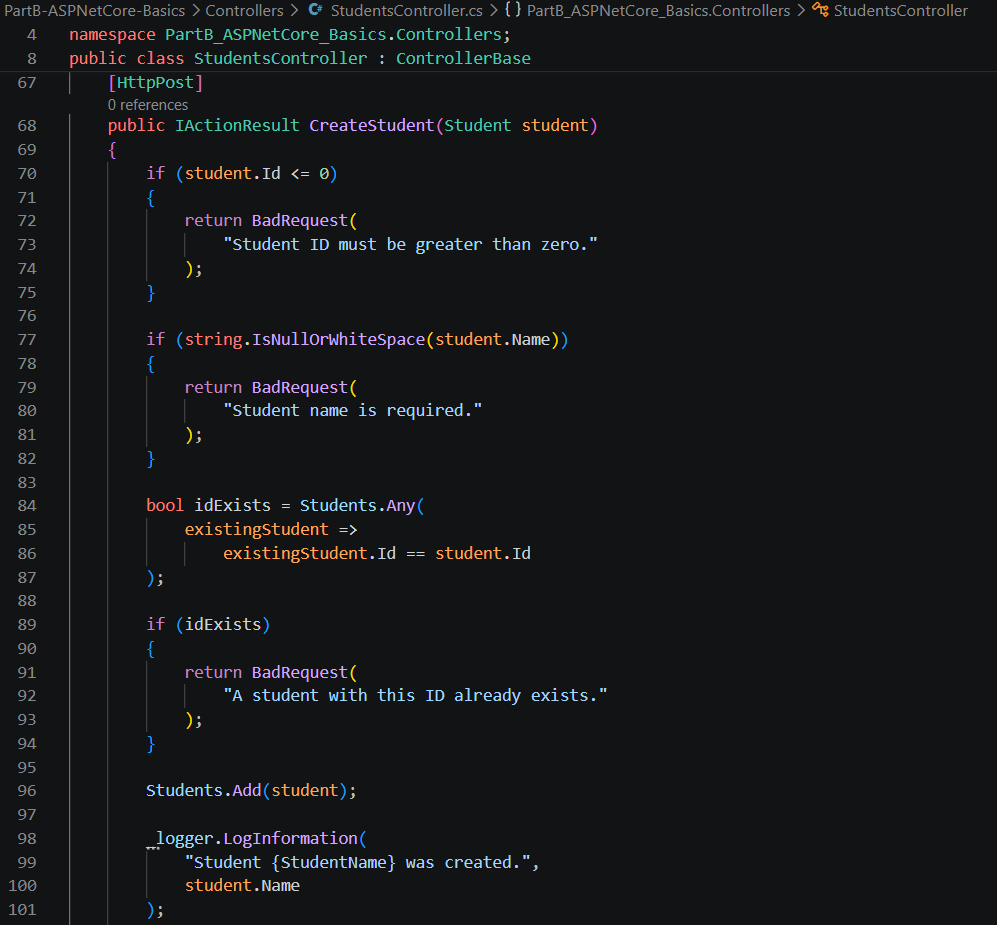 PartB-ASPNetCore-Basics > Controllers > C# StudentsController.cs > {} PartB_ASPNetCore_Basics.Controllers > StudentsController
4 namespace PartB_ASPNetCore_Basics.Controllers;
8 public class StudentsController : ControllerBase
67 [HttpPost]
0 references
68 public IActionResult CreateStudent(Student student)
69 {
70 if (student.Id <= 0)
71 {
72 return BadRequest(
73 "Student ID must be greater than zero."
74 );
75 }
76
77 if (string.IsNullOrWhiteSpace(student.Name))
78 {
79 return BadRequest(
80 "Student name is required."
81 );
82 }
83
84 bool idExists = Students.Any(
85 existingStudent =>
86 existingStudent.Id == student.Id
87 );
88
89 if (idExists)
90 {
91 return BadRequest(
92 "A student with this ID already exists."
93 );
94 }
95
96 Students.Add(student);
97
98 _logger.LogInformation(
99 "Student {StudentName} was created.",
100 student.Name
101 );